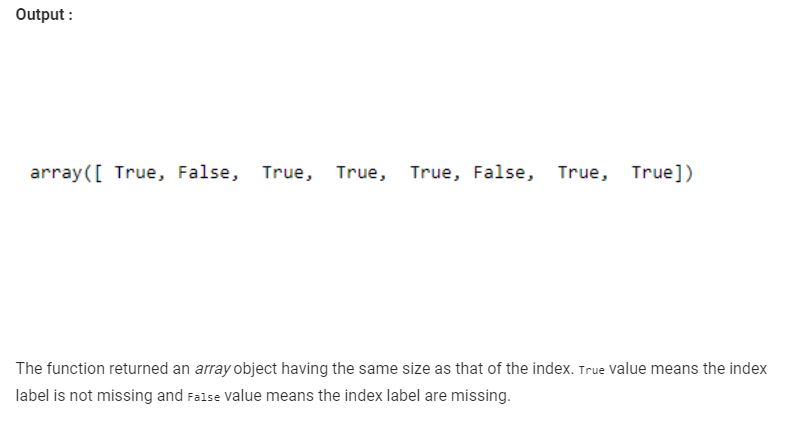 Output :
array([ True, False,  True,  True,  True, False,  True,  True])
The function returned an array object having the same size as that of the index. True value means the index
label is not missing and False value means the index label are missing.